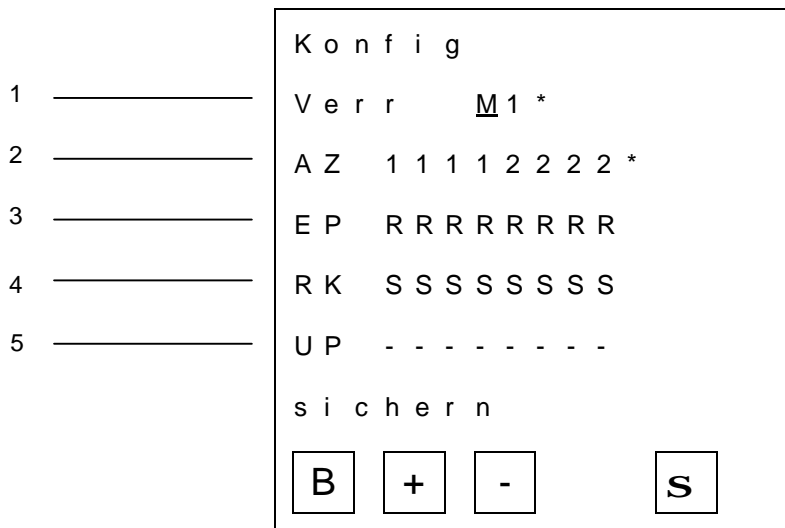 Konfig
1 Verr M1*
2 AZ 11112222*
3 EP RRRRRRRR
4 RK SSSSSSSS
5 UP --------
sichern
B + - S